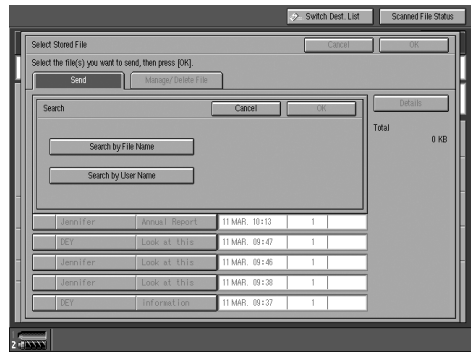 Switch Dest. List Scanned File Status
Select Stored File Cancel OK
Select the file(s) you want to send, then press [OK].
Send Manage/Delete File
Search Cancel OK Details
Total
0 KB
Search by File Name
Search by User Name
Jennifer Annual Report 11 MAR. 10:13 1
DEY Look at this 11 MAR. 09:47 1
Jennifer Look at this 11 MAR. 09:46 1
Jennifer Look at this 11 MAR. 09:38 1
DEY Information 11 MAR. 09:37 1
2